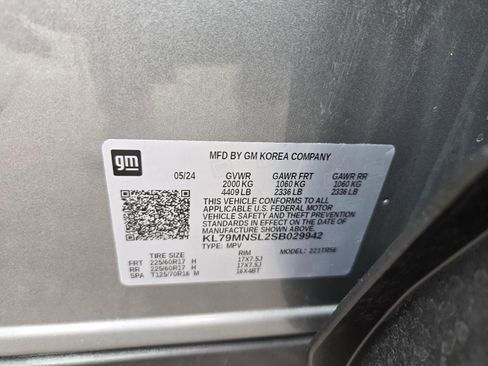 gm
MFD BY GM KOREA COMPANY
05/24 GVWR GAWR FRT GAWR RR
2000 KG 1060 KG 1060 KG
4409 LB 2336 LB 2336 LB
THIS VEHICLE CONFORMS TO ALL
APPLICABLE U.S. FEDERAL MOTOR
VEHICLE SAFETY AND THEFT PREVENTION
STANDARDS IN EFFECT ON THE
DATE OF MANUFACTURE SHOWN ABOVE.
KL79MNSL2SB029942
TYPE: MPV MODEL: 221TR56
TIRE SIZE RIM
FRT 225/60R17 H 17X7.5J
RR 225/60R17 H 17X7.5J
SPA T125/70R16 M 16X4BT